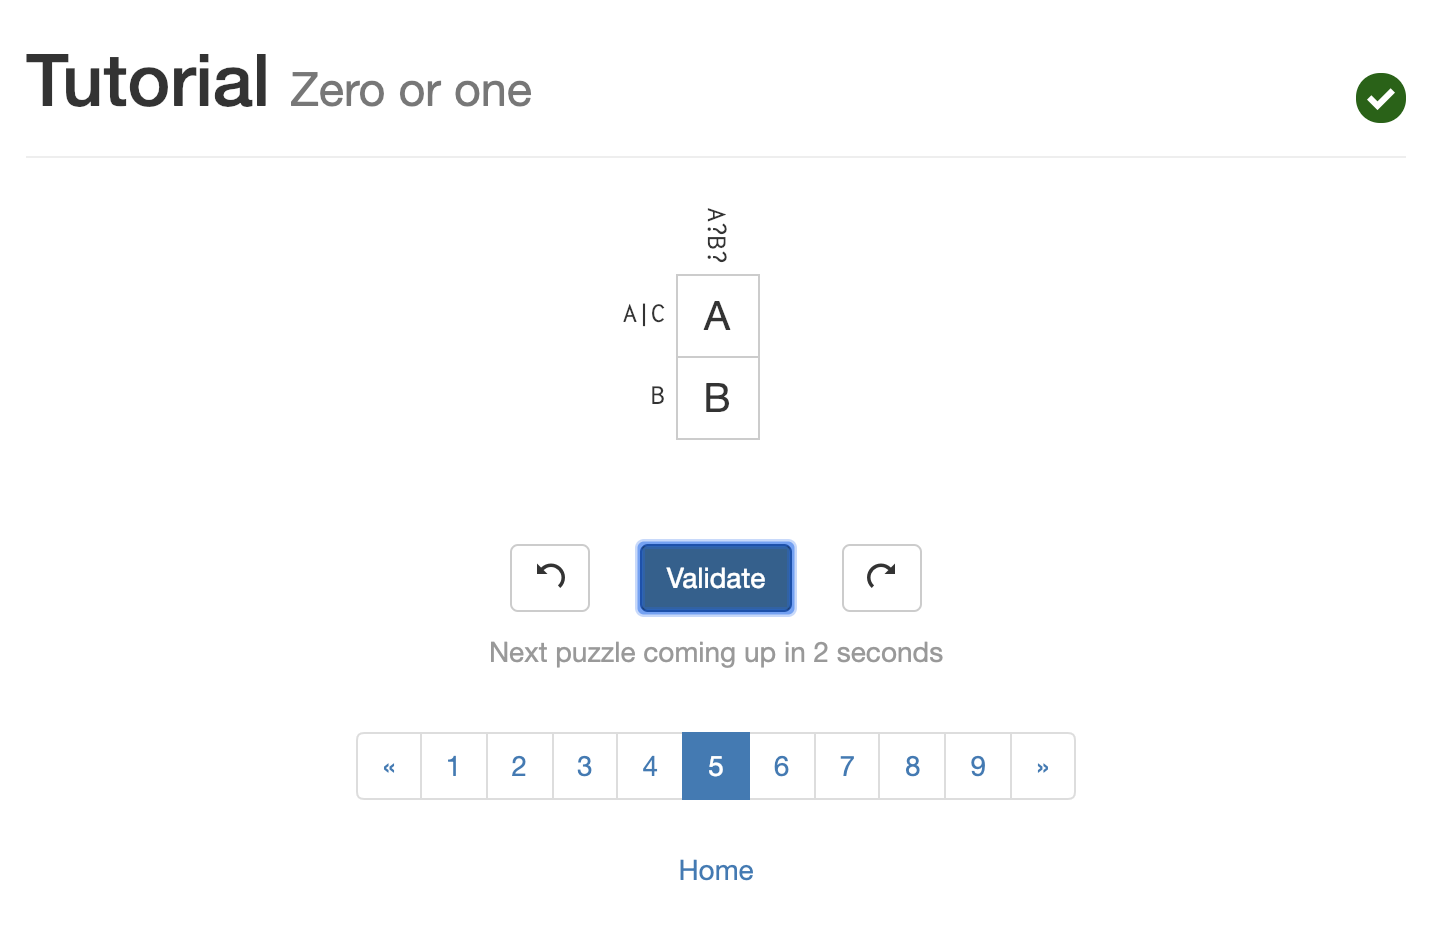 Tutorial Zero or one
A?B?
A|C A
B B
Validate
Next puzzle coming up in 2 seconds
« 1 2 3 4 5 6 7 8 9 »
Home